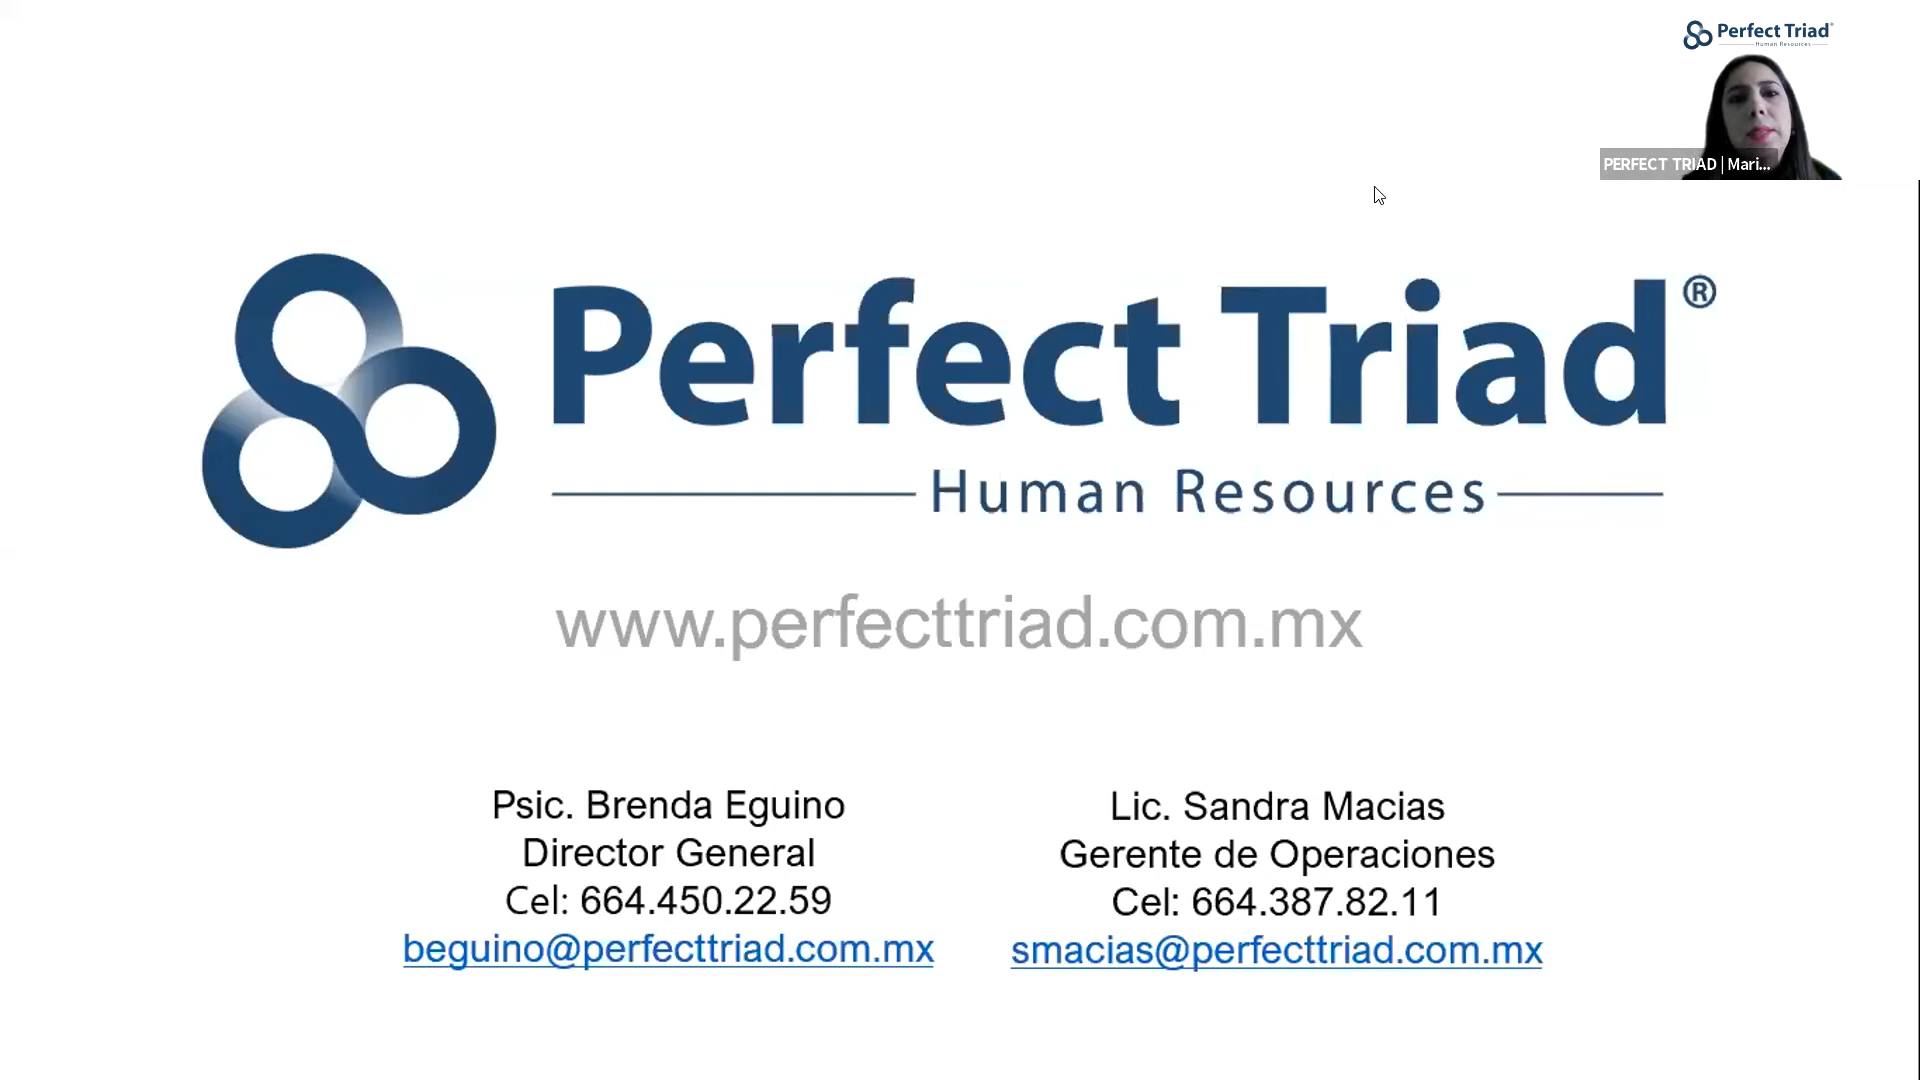 Perfect Triad®
Human Resources
PERFECT TRIAD | Mari...
Perfect Triad®
Human Resources
www.perfecttriad.com.mx
Psic. Brenda Eguino
Director General
Cel: 664.450.22.59
beguino@perfecttriad.com.mx
Lic. Sandra Macias
Gerente de Operaciones
Cel: 664.387.82.11
smacias@perfecttriad.com.mx